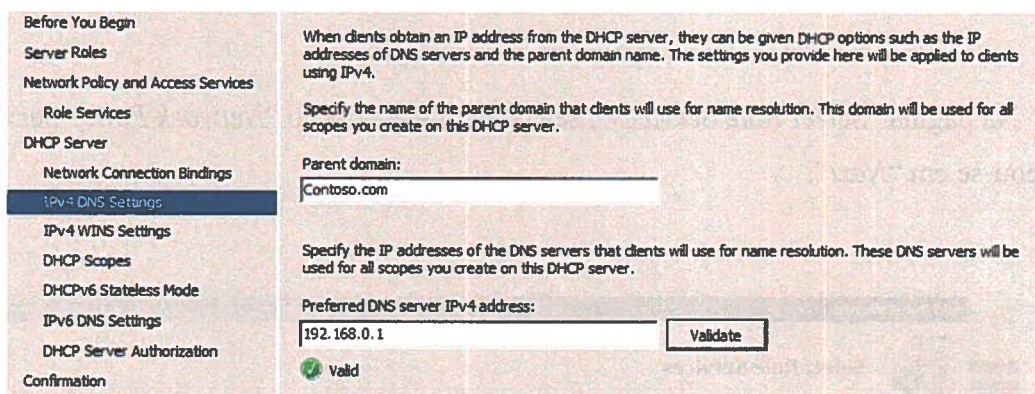 Before You Begin
Server Roles
Network Policy and Access Services
Role Services
DHCP Server
Network Connection Bindings
IPv4 DNS Settings
IPv4 WINS Settings
DHCP Scopes
DHCPv6 Stateless Mode
IPv6 DNS Settings
DHCP Server Authorization
Confirmation
When clients obtain an IP address from the DHCP server, they can be given DHCP options such as the IP
addresses of DNS servers and the parent domain name. The settings you provide here will be applied to clients
using IPv4.
Specify the name of the parent domain that clients will use for name resolution. This domain will be used for all
scopes you create on this DHCP server.
Parent domain:
Contoso.com
Specify the IP addresses of the DNS servers that clients will use for name resolution. These DNS servers will be
used for all scopes you create on this DHCP server.
Preferred DNS server IPv4 address:
192.168.0.1
Validate
Valid